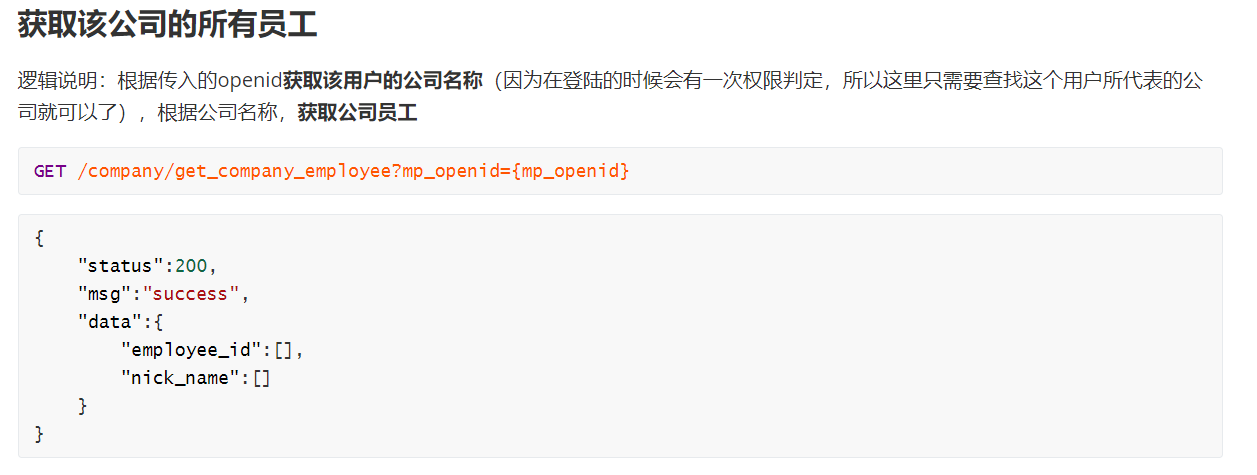 获取该公司的所有员工
逻辑说明：根据传入的openid获取该用户的公司名称（因为在登陆的时候会有一次权限判定，所以这里只需要查找这个用户所代表的公
司就可以了），根据公司名称，获取公司员工
GET /company/get_company_employee?mp_openid={mp_openid}
{
    "status":200,
    "msg":"success",
    "data":{
        "employee_id":[],
        "nick_name":[]
    }
}